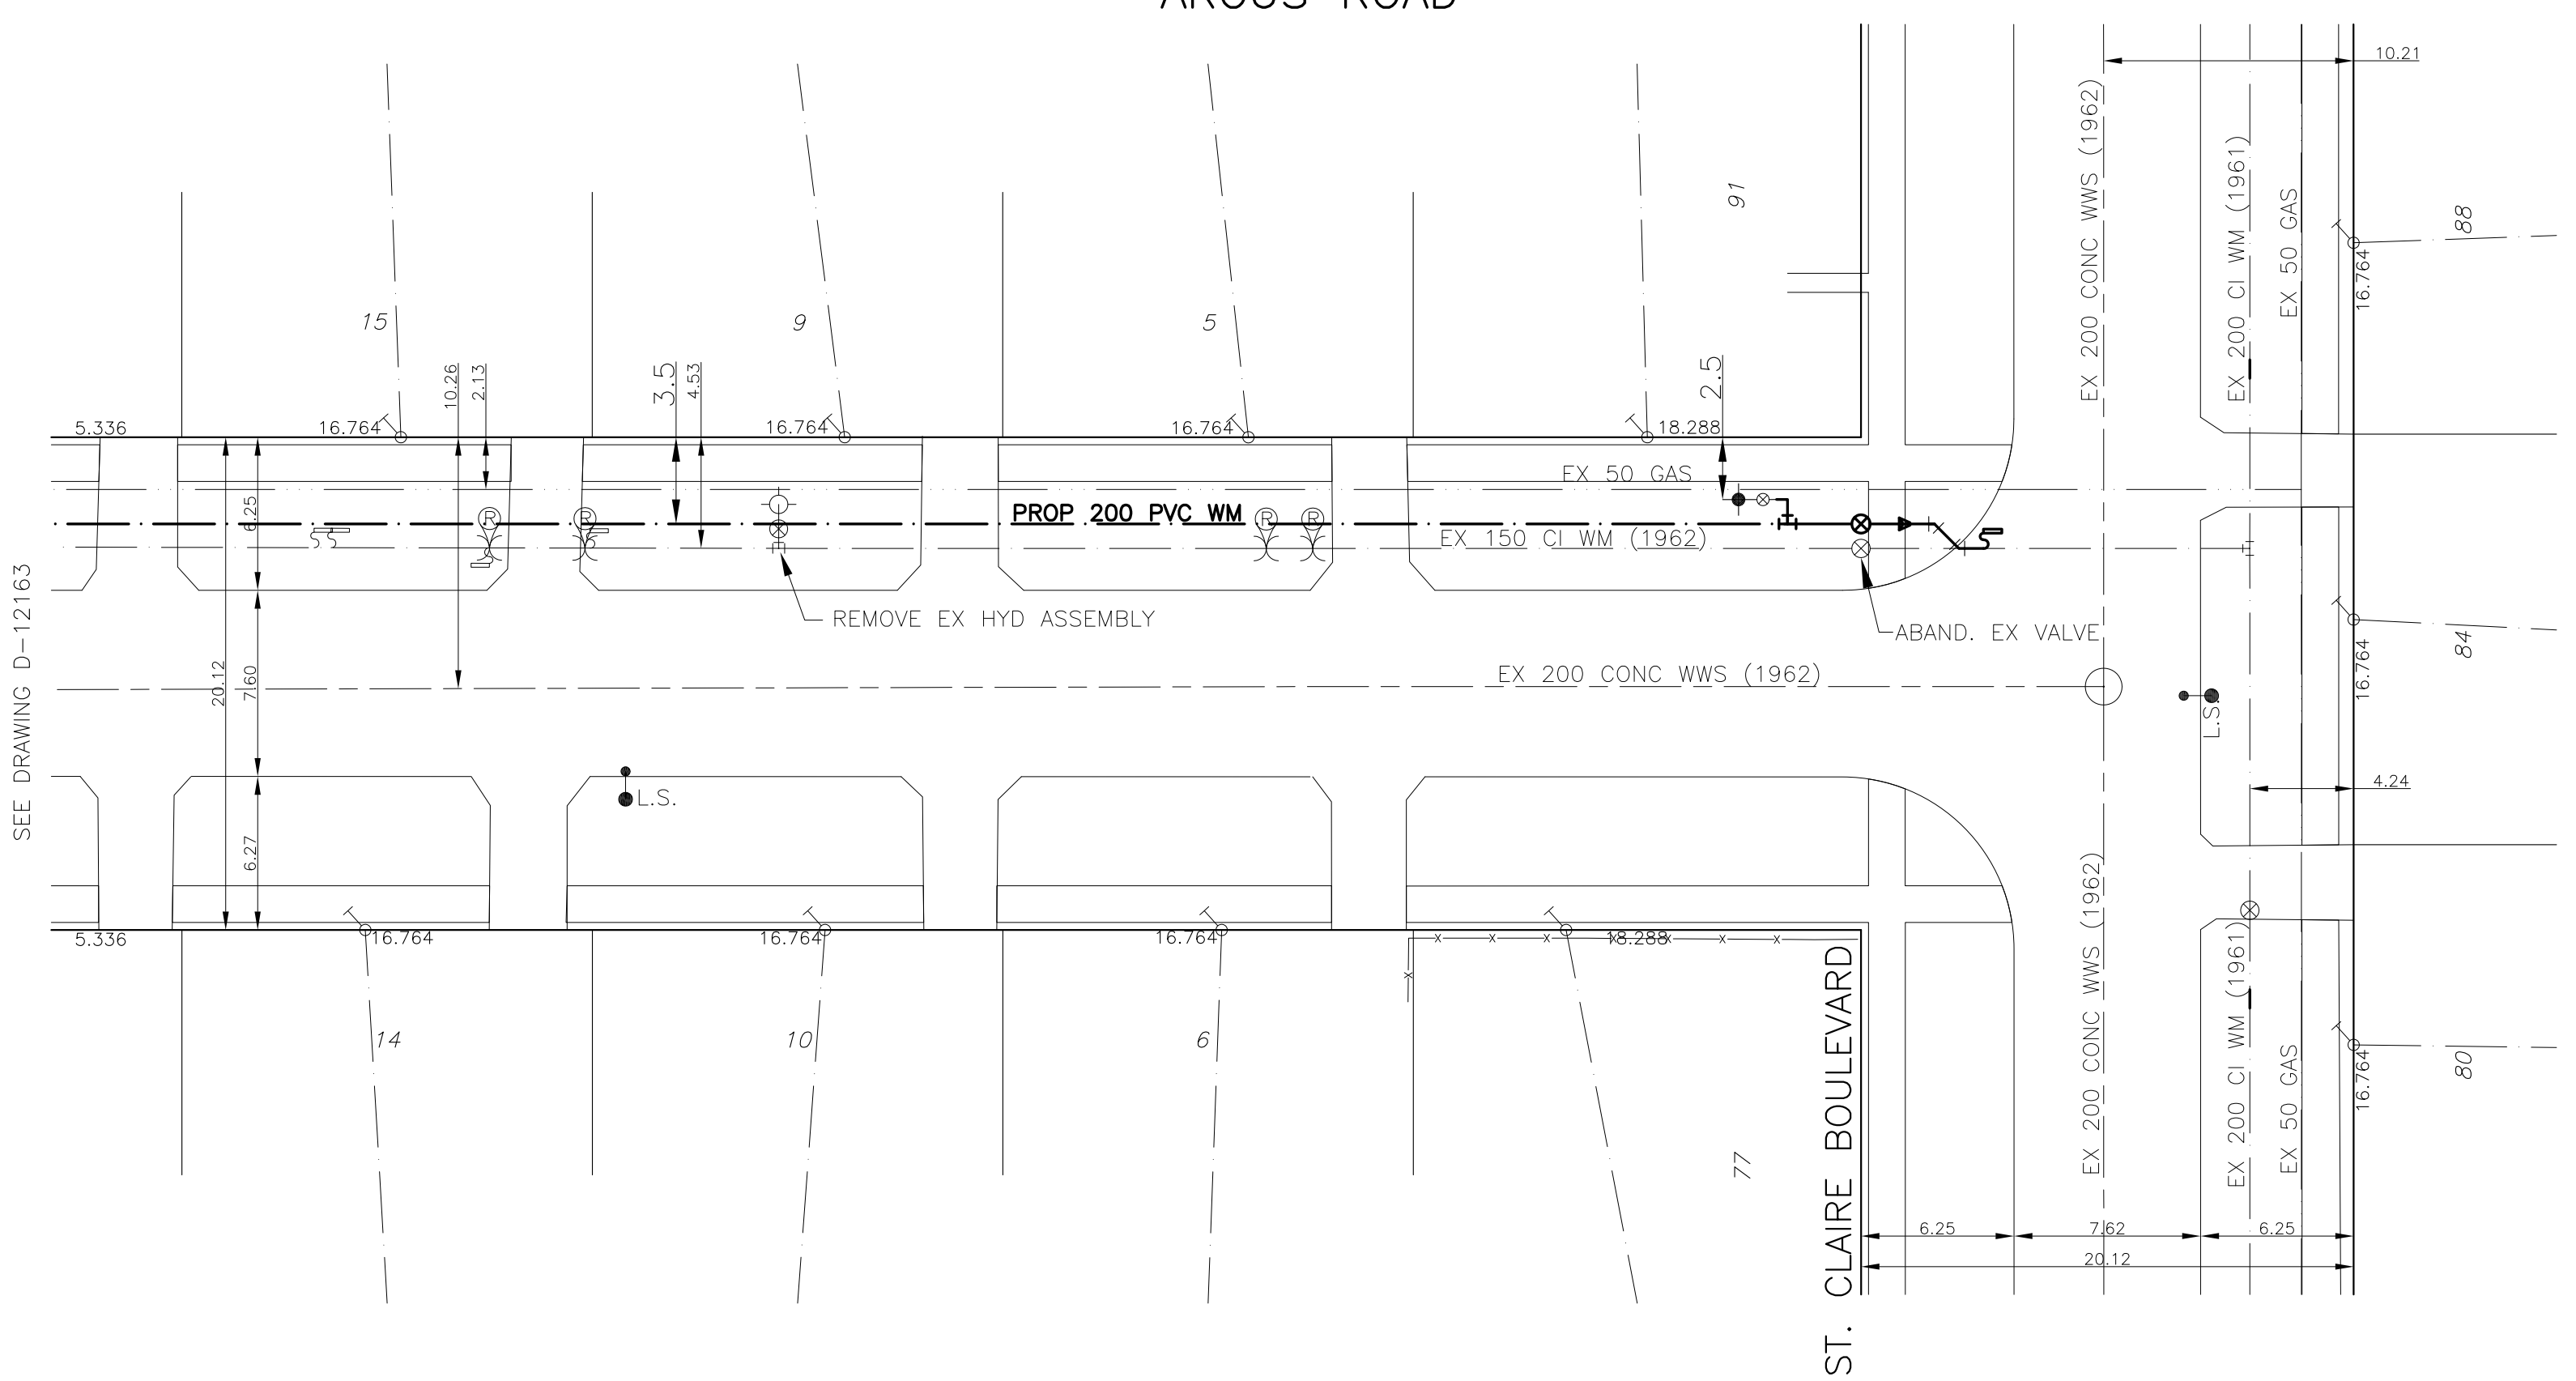 10.21
EX 200 CONC WWS (1962)
EX 200 CI WM (1961)
EX 50 GAS
91
88
16.764
15
9
5
10.26
2.13
3.5
4.53
2.5
5.336
16.764
16.764
16.764
18.288
EX 50 GAS
6.25
R
R
PROP 200 PVC WM
R
R
EX 150 CI WM (1962)
SEE DRAWING D-12163
REMOVE EX HYD ASSEMBLY
ABAND. EX VALVE
84
16.764
20.12
7.60
EX 200 CONC WWS (1962)
L.S.
L.S.
4.24
6.27
5.336
16.764
16.764
16.764
18.288
14
10
6
77
ST. CLAIRE BOULEVARD
EX 200 CONC WWS (1962)
EX 200 CI WM (1961)
EX 50 GAS
80
16.764
6.25
7.62
6.25
20.12